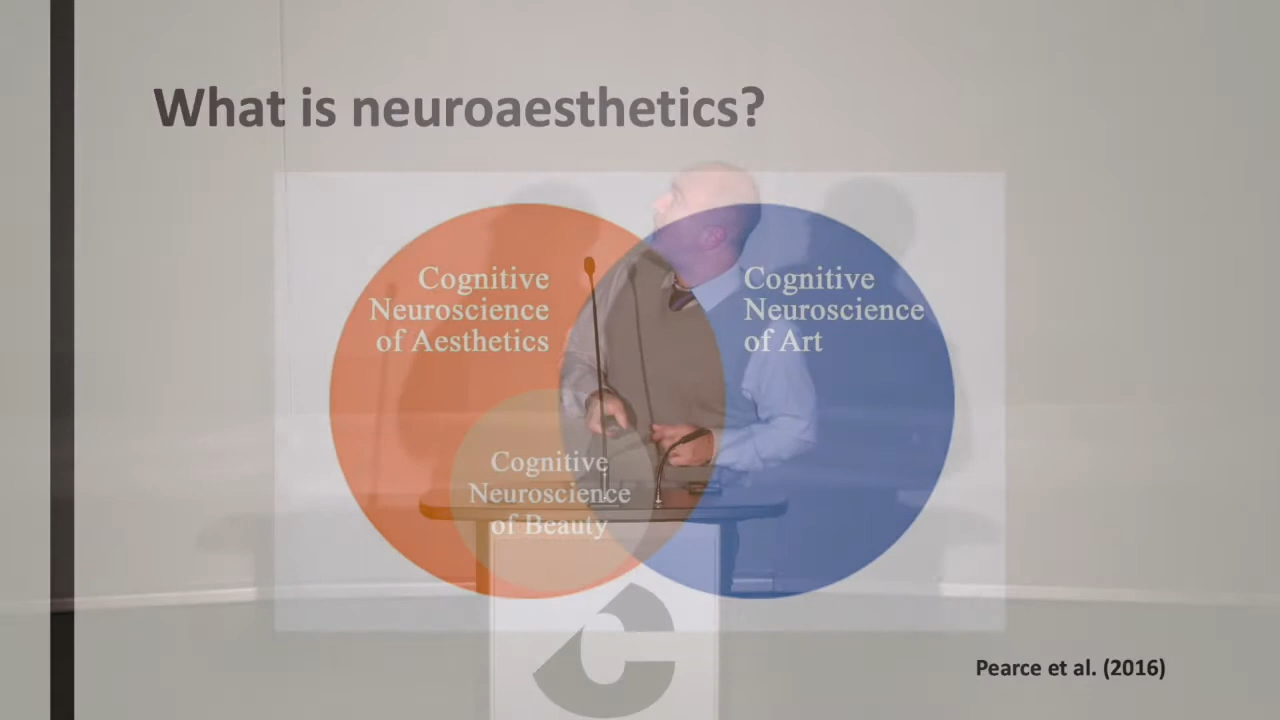 What is neuroaesthetics?
Cognitive
Neuroscience
of Aesthetics
Cognitive
Neuroscience
of Art
Cognitive
Neuroscience
of Beauty
Pearce et al. (2016)